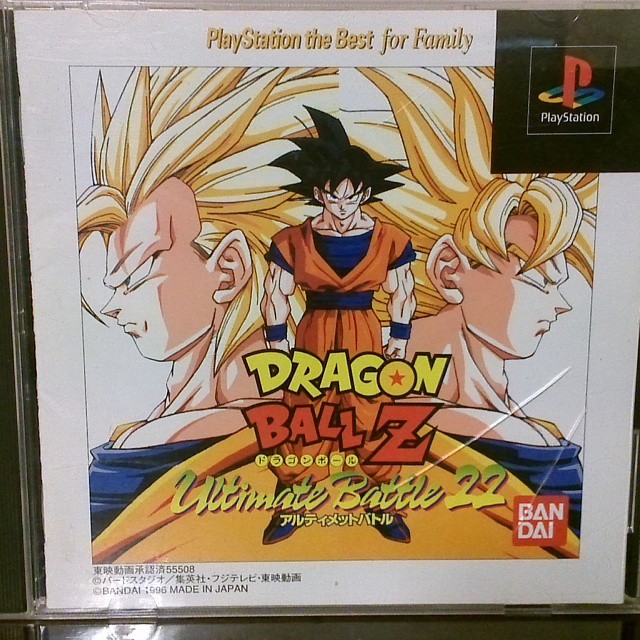 PlayStation the Best for Family
PlayStation
DRAGON
BALL Z
ドラゴンボール
Ultimate Battle 22
アルティメットバトル
BAN
DAI
東映動画承認済55508
©バードスタジオ／集英社・フジテレビ・東映動画
©BANDAI 1996 MADE IN JAPAN